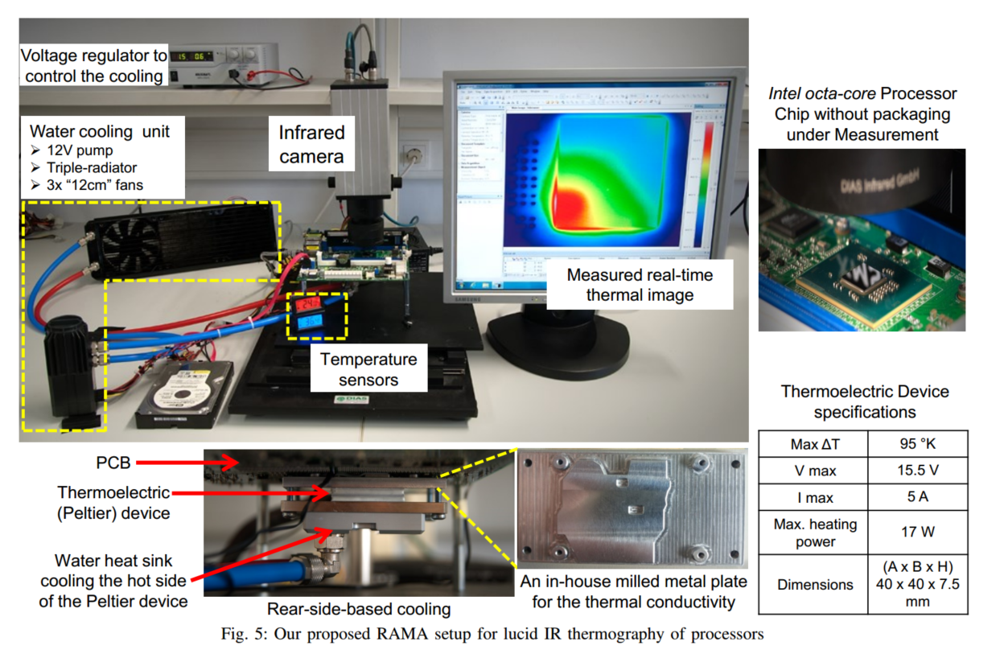 Voltage regulator to
control the cooling
Water cooling unit
➤ 12V pump
➤ Triple-radiator
➤ 3x “12cm” fans
Infrared
camera
Measured real-time
thermal image
Temperature
sensors
SAMSUNG
DIAS
Intel octa-core Processor
Chip without packaging
under Measurement
DIAS Infrared GmbH
PCB
Thermoelectric
(Peltier) device
Water heat sink
cooling the hot side
of the Peltier device
Rear-side-based cooling
An in-house milled metal plate
for the thermal conductivity
Thermoelectric Device
specifications
Max ΔT 95 °K
V max 15.5 V
I max 5 A
Max. heating
power 17 W
Dimensions (A x B x H)
40 x 40 x 7.5
mm
Fig. 5: Our proposed RAMA setup for lucid IR thermography of processors